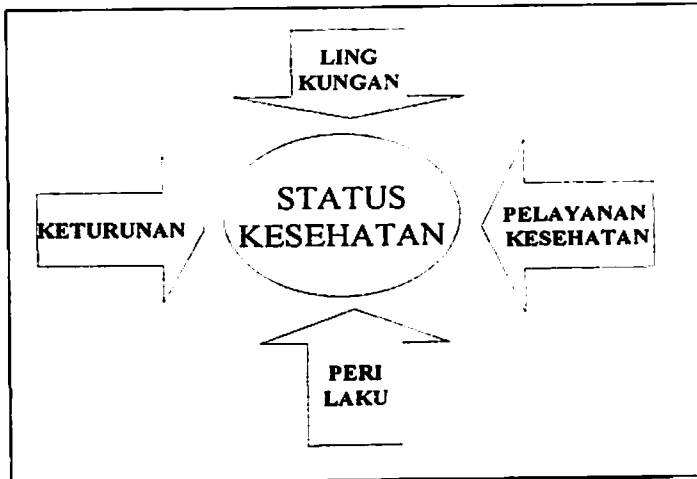 LING
KUNGAN
STATUS
KESEHATAN
KETURUNAN
PELAYANAN
KESEHATAN
PERI
LAKU